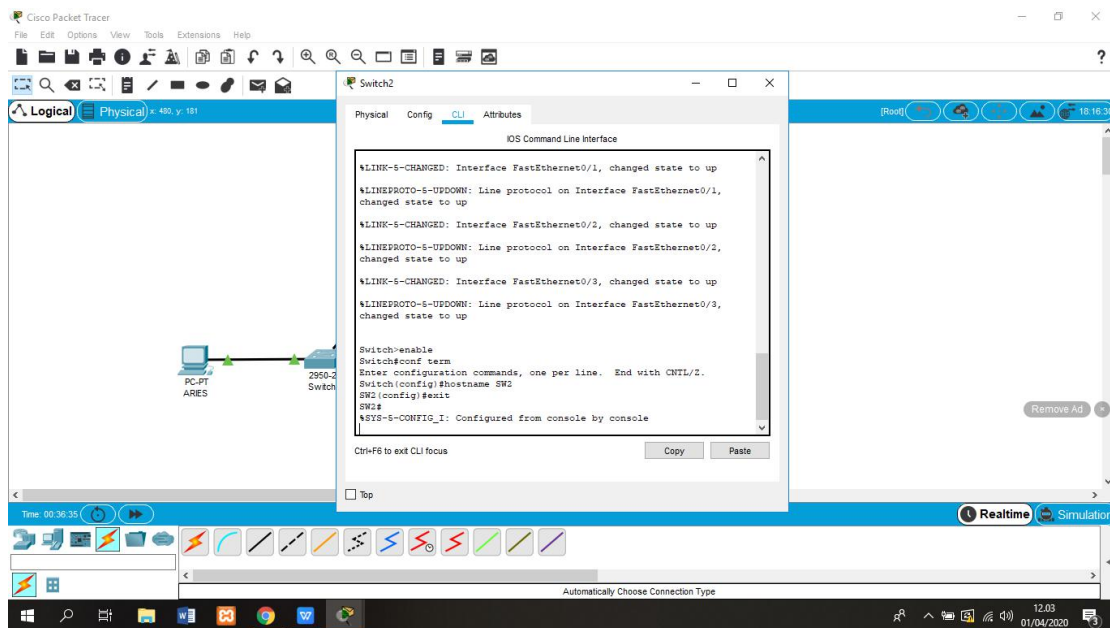 Cisco Packet Tracer
File Edit Options View Tools Extensions Help
?
Switch2
Logical
Physical
x: 480, y: 181
[Root]
18:16:30
Physical Config CLI Attributes
IOS Command Line Interface
%LINK-5-CHANGED: Interface FastEthernet0/1, changed state to up
%LINEPROTO-5-UPDOWN: Line protocol on Interface FastEthernet0/1,
changed state to up
%LINK-5-CHANGED: Interface FastEthernet0/2, changed state to up
%LINEPROTO-5-UPDOWN: Line protocol on Interface FastEthernet0/2,
changed state to up
%LINK-5-CHANGED: Interface FastEthernet0/3, changed state to up
%LINEPROTO-5-UPDOWN: Line protocol on Interface FastEthernet0/3,
changed state to up
Switch>enable
Switch#conf term
Enter configuration commands, one per line. End with CNTL/Z.
Switch(config)#hostname SW2
SW2(config)#exit
SW2#
%SYS-5-CONFIG_I: Configured from console by console
Ctrl+F6 to exit CLI focus
Copy
Paste
Top
PC-PT
ARIES
2950-2
Switch
Remove Ad
Time: 00:36:35
Realtime
Simulation
Automatically Choose Connection Type
12.03
01/04/2020
3